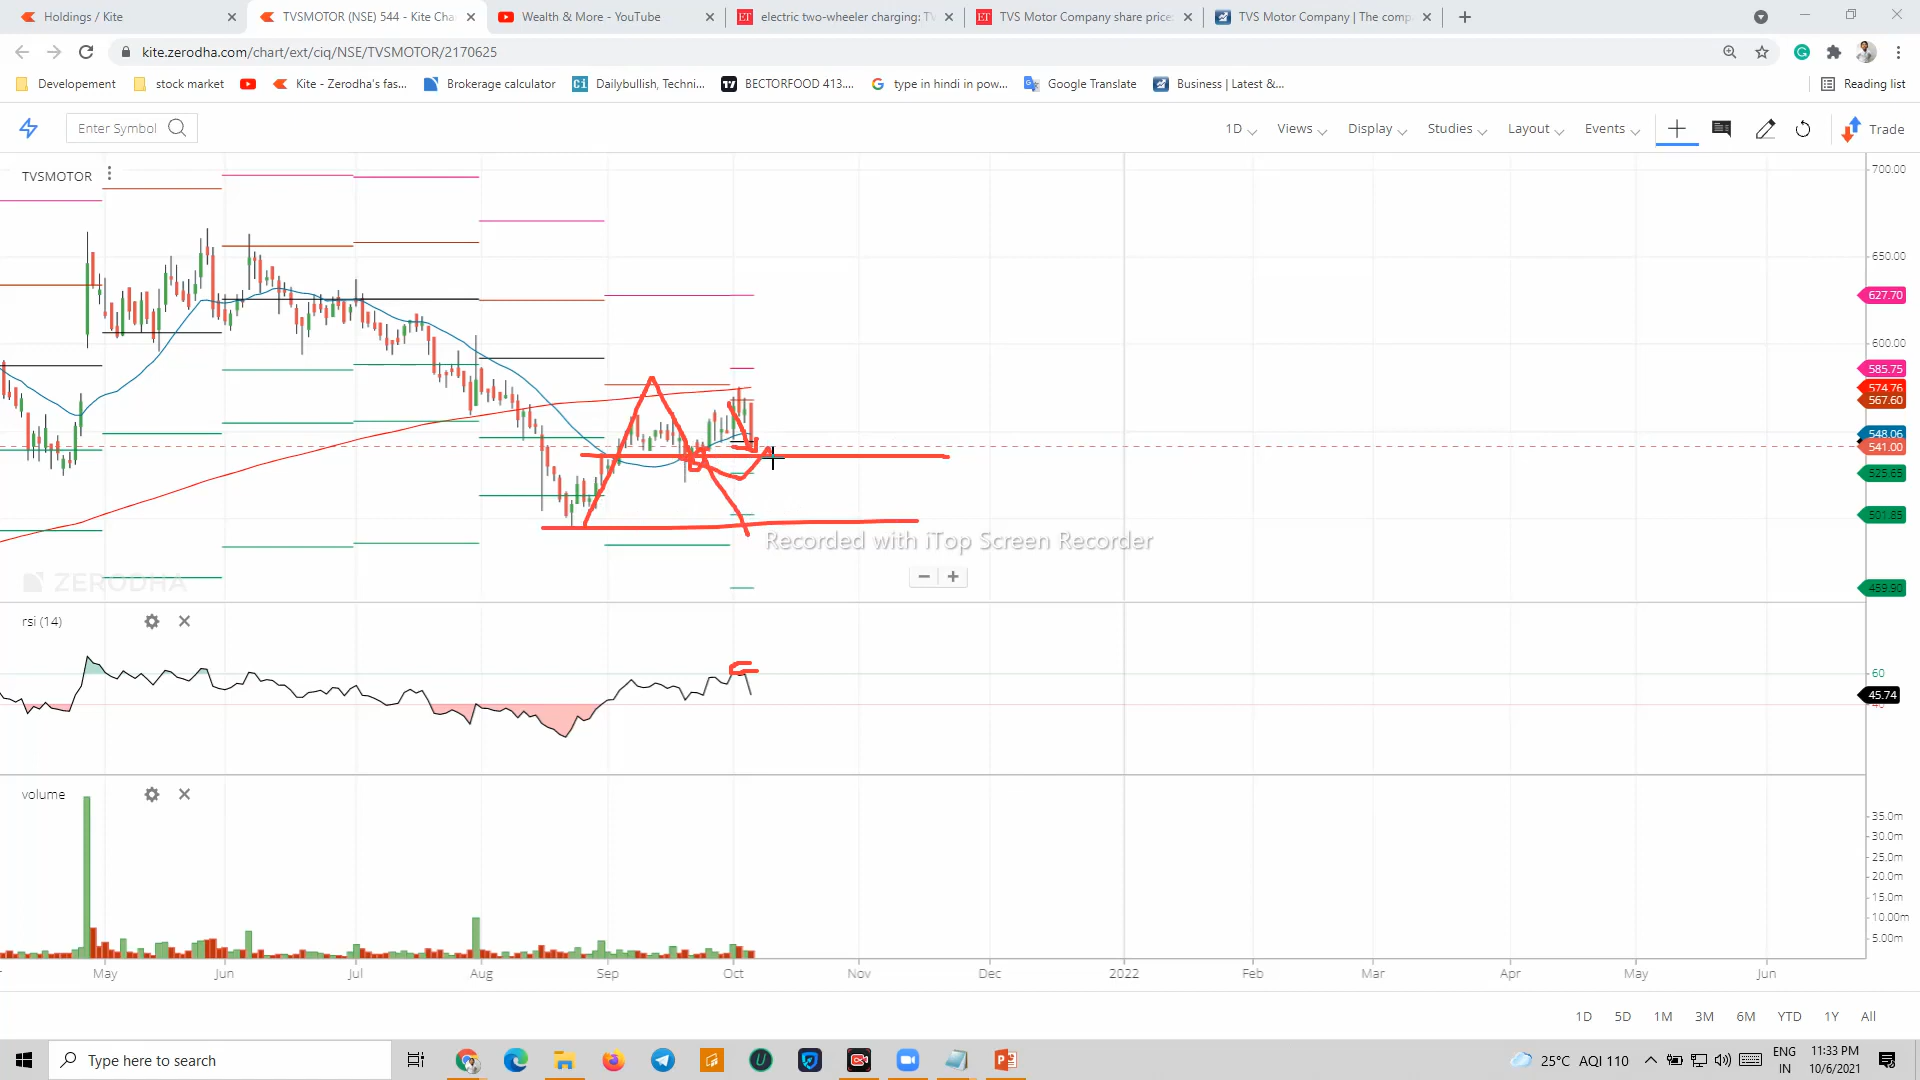 Holdings / Kite
TVSMOTOR (NSE) 544 - Kite Cha
Wealth & More - YouTube
electric two-wheeler charging: TV
TVS Motor Company share price
TVS Motor Company | The comp
kite.zerodha.com/chart/ext/ciq/NSE/TVSMOTOR/2170625
Developement
stock market
Kite - Zerodha's fas...
Brokerage calculator
Dailybullish, Techni...
BECTORFOOD 413....
type in hindi in pow...
Google Translate
Business | Latest &...
Reading list
Enter Symbol
1D
Views
Display
Studies
Layout
Events
Trade
TVSMOTOR
700.00
650.00
627.70
600.00
585.75
574.76
567.60
548.06
541.00
525.65
501.85
459.90
Recorded with iTop Screen Recorder
ZERODHA
rsi (14)
60
45.74
40
volume
35.0m
30.0m
25.0m
20.0m
15.0m
10.00m
5.00m
May
Jun
Jul
Aug
Sep
Oct
Nov
Dec
2022
Feb
Mar
Apr
May
Jun
1D
5D
1M
3M
6M
YTD
1Y
All
Type here to search
25°C AQI 110
ENG
IN
11:33 PM
10/6/2021